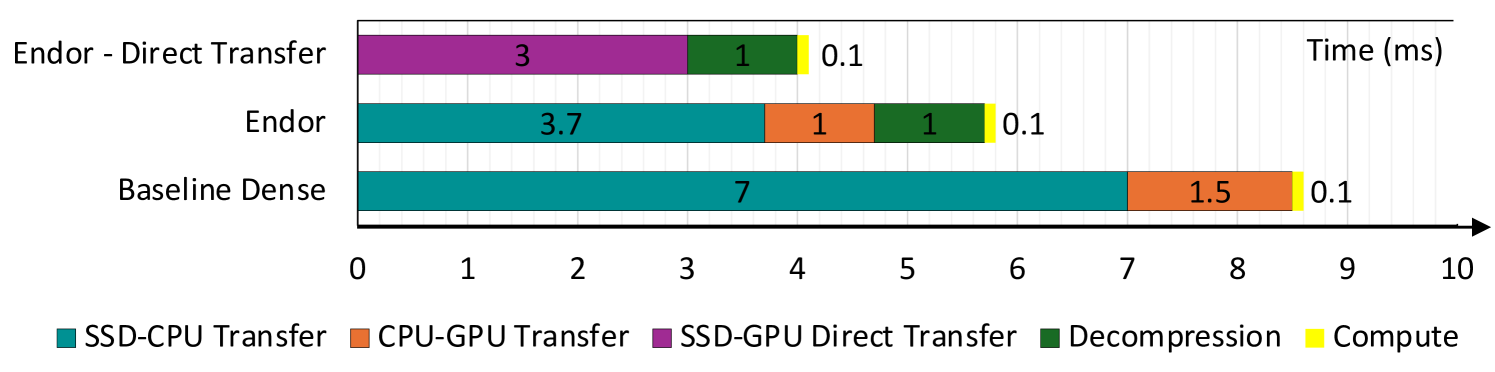 Endor - Direct Transfer 3 1 0.1 Time (ms)
Endor 3.7 1 1 0.1
Baseline Dense 7 1.5 0.1
0 1 2 3 4 5 6 7 8 9 10
SSD-CPU Transfer CPU-GPU Transfer SSD-GPU Direct Transfer Decompression Compute